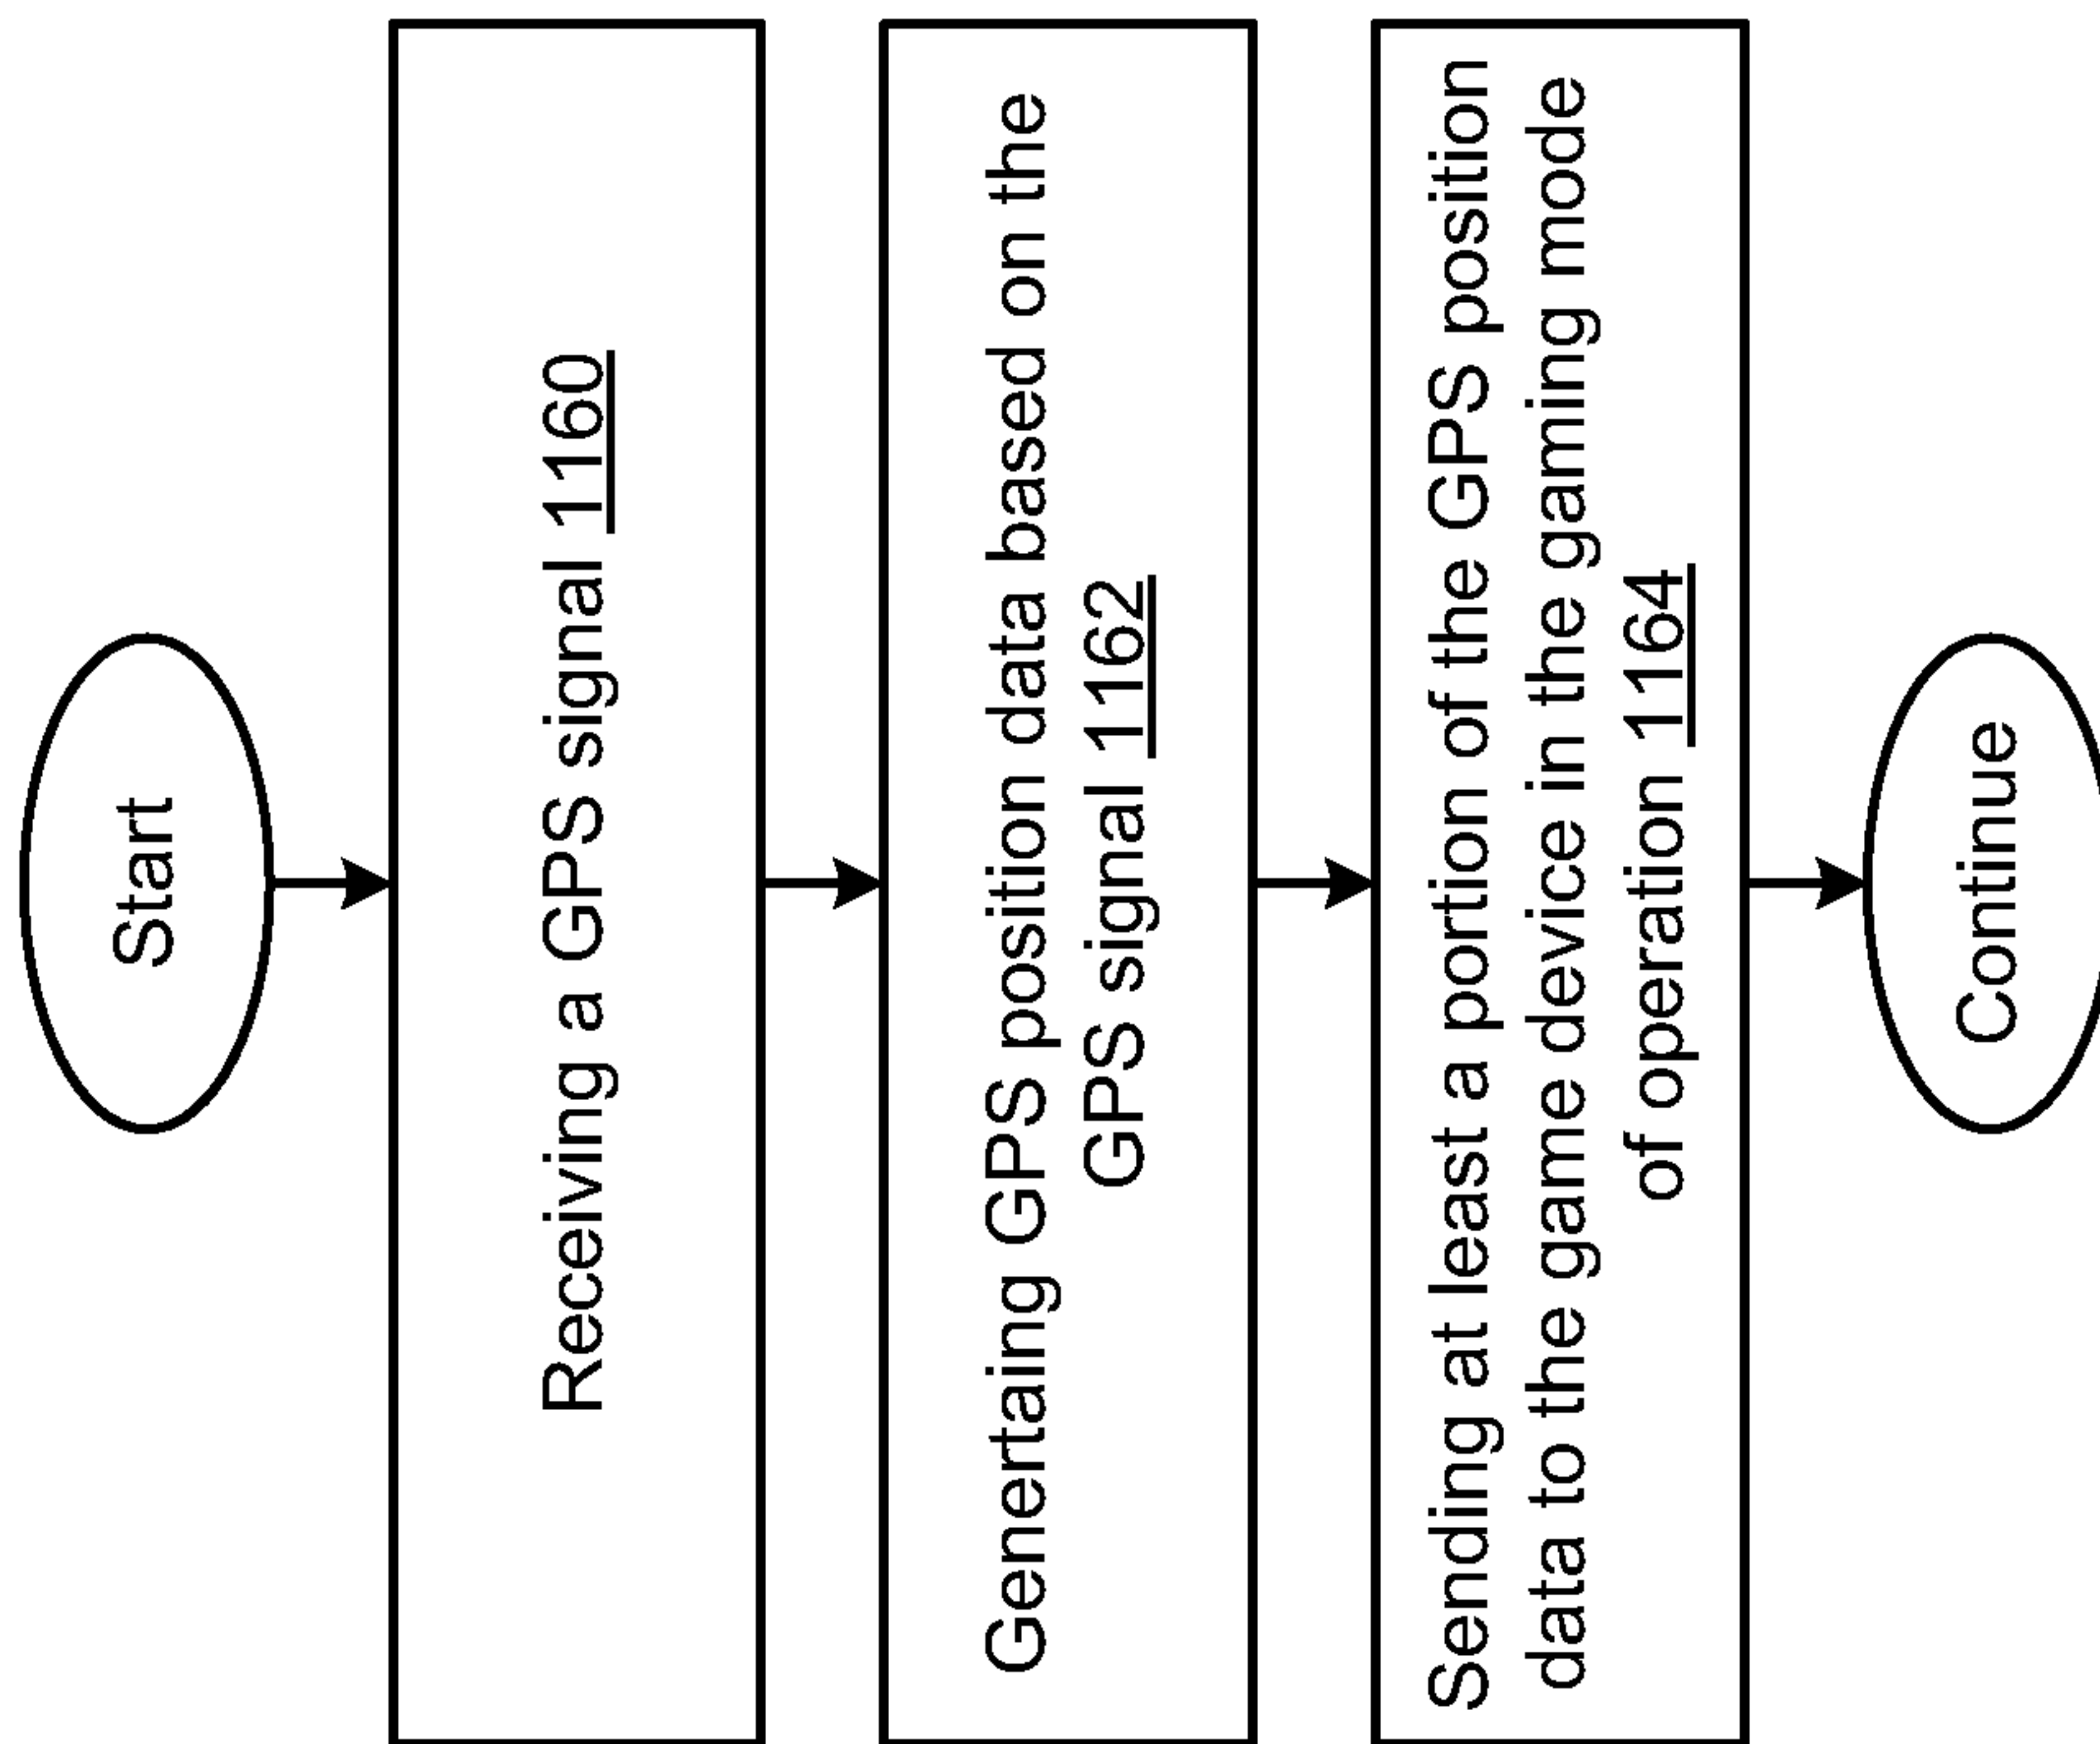 Start
Receiving a GPS signal 1160
Genertaing GPS position data based on the
GPS signal 1162
Sending at least a portion of the GPS position
data to the game device in the gaming mode
of operation 1164
Continue